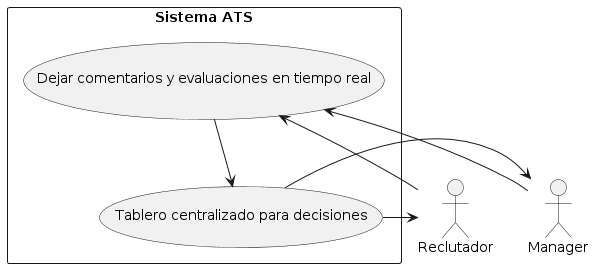 Sistema ATS
Dejar comentarios y evaluaciones en tiempo real
Tablero centralizado para decisiones
Reclutador
Manager